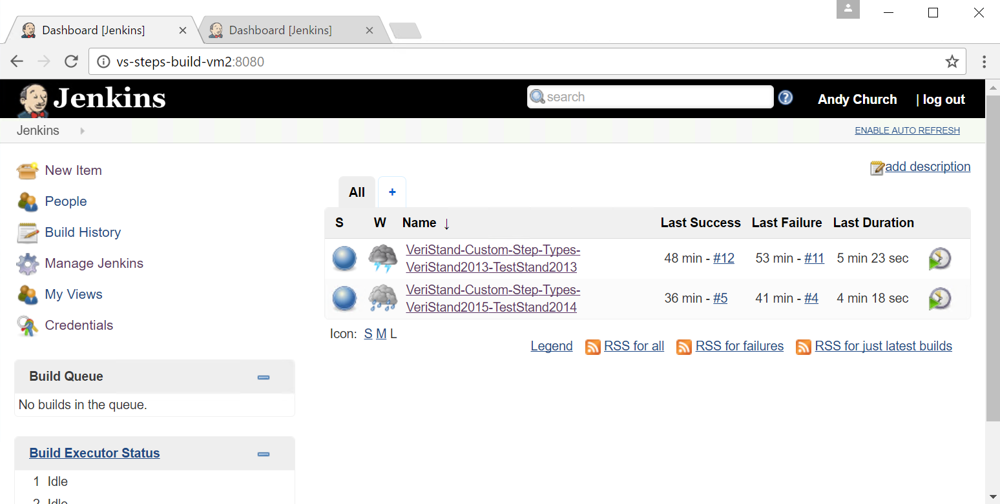 Dashboard [Jenkins]
Dashboard [Jenkins]
vs-steps-build-vm2:8080
Jenkins
search
Andy Church
| log out
Jenkins
ENABLE AUTO REFRESH
New Item
People
Build History
Manage Jenkins
My Views
Credentials
Build Queue
No builds in the queue.
Build Executor Status
1 Idle
2 Idle
add description
All +
S W Name ↓ Last Success Last Failure Last Duration
VeriStand-Custom-Step-Types-
VeriStand2013-TestStand2013
48 min - #12 53 min - #11 5 min 23 sec
VeriStand-Custom-Step-Types-
VeriStand2015-TestStand2014
36 min - #5 41 min - #4 4 min 18 sec
Icon: S M L
Legend RSS for all RSS for failures RSS for just latest builds